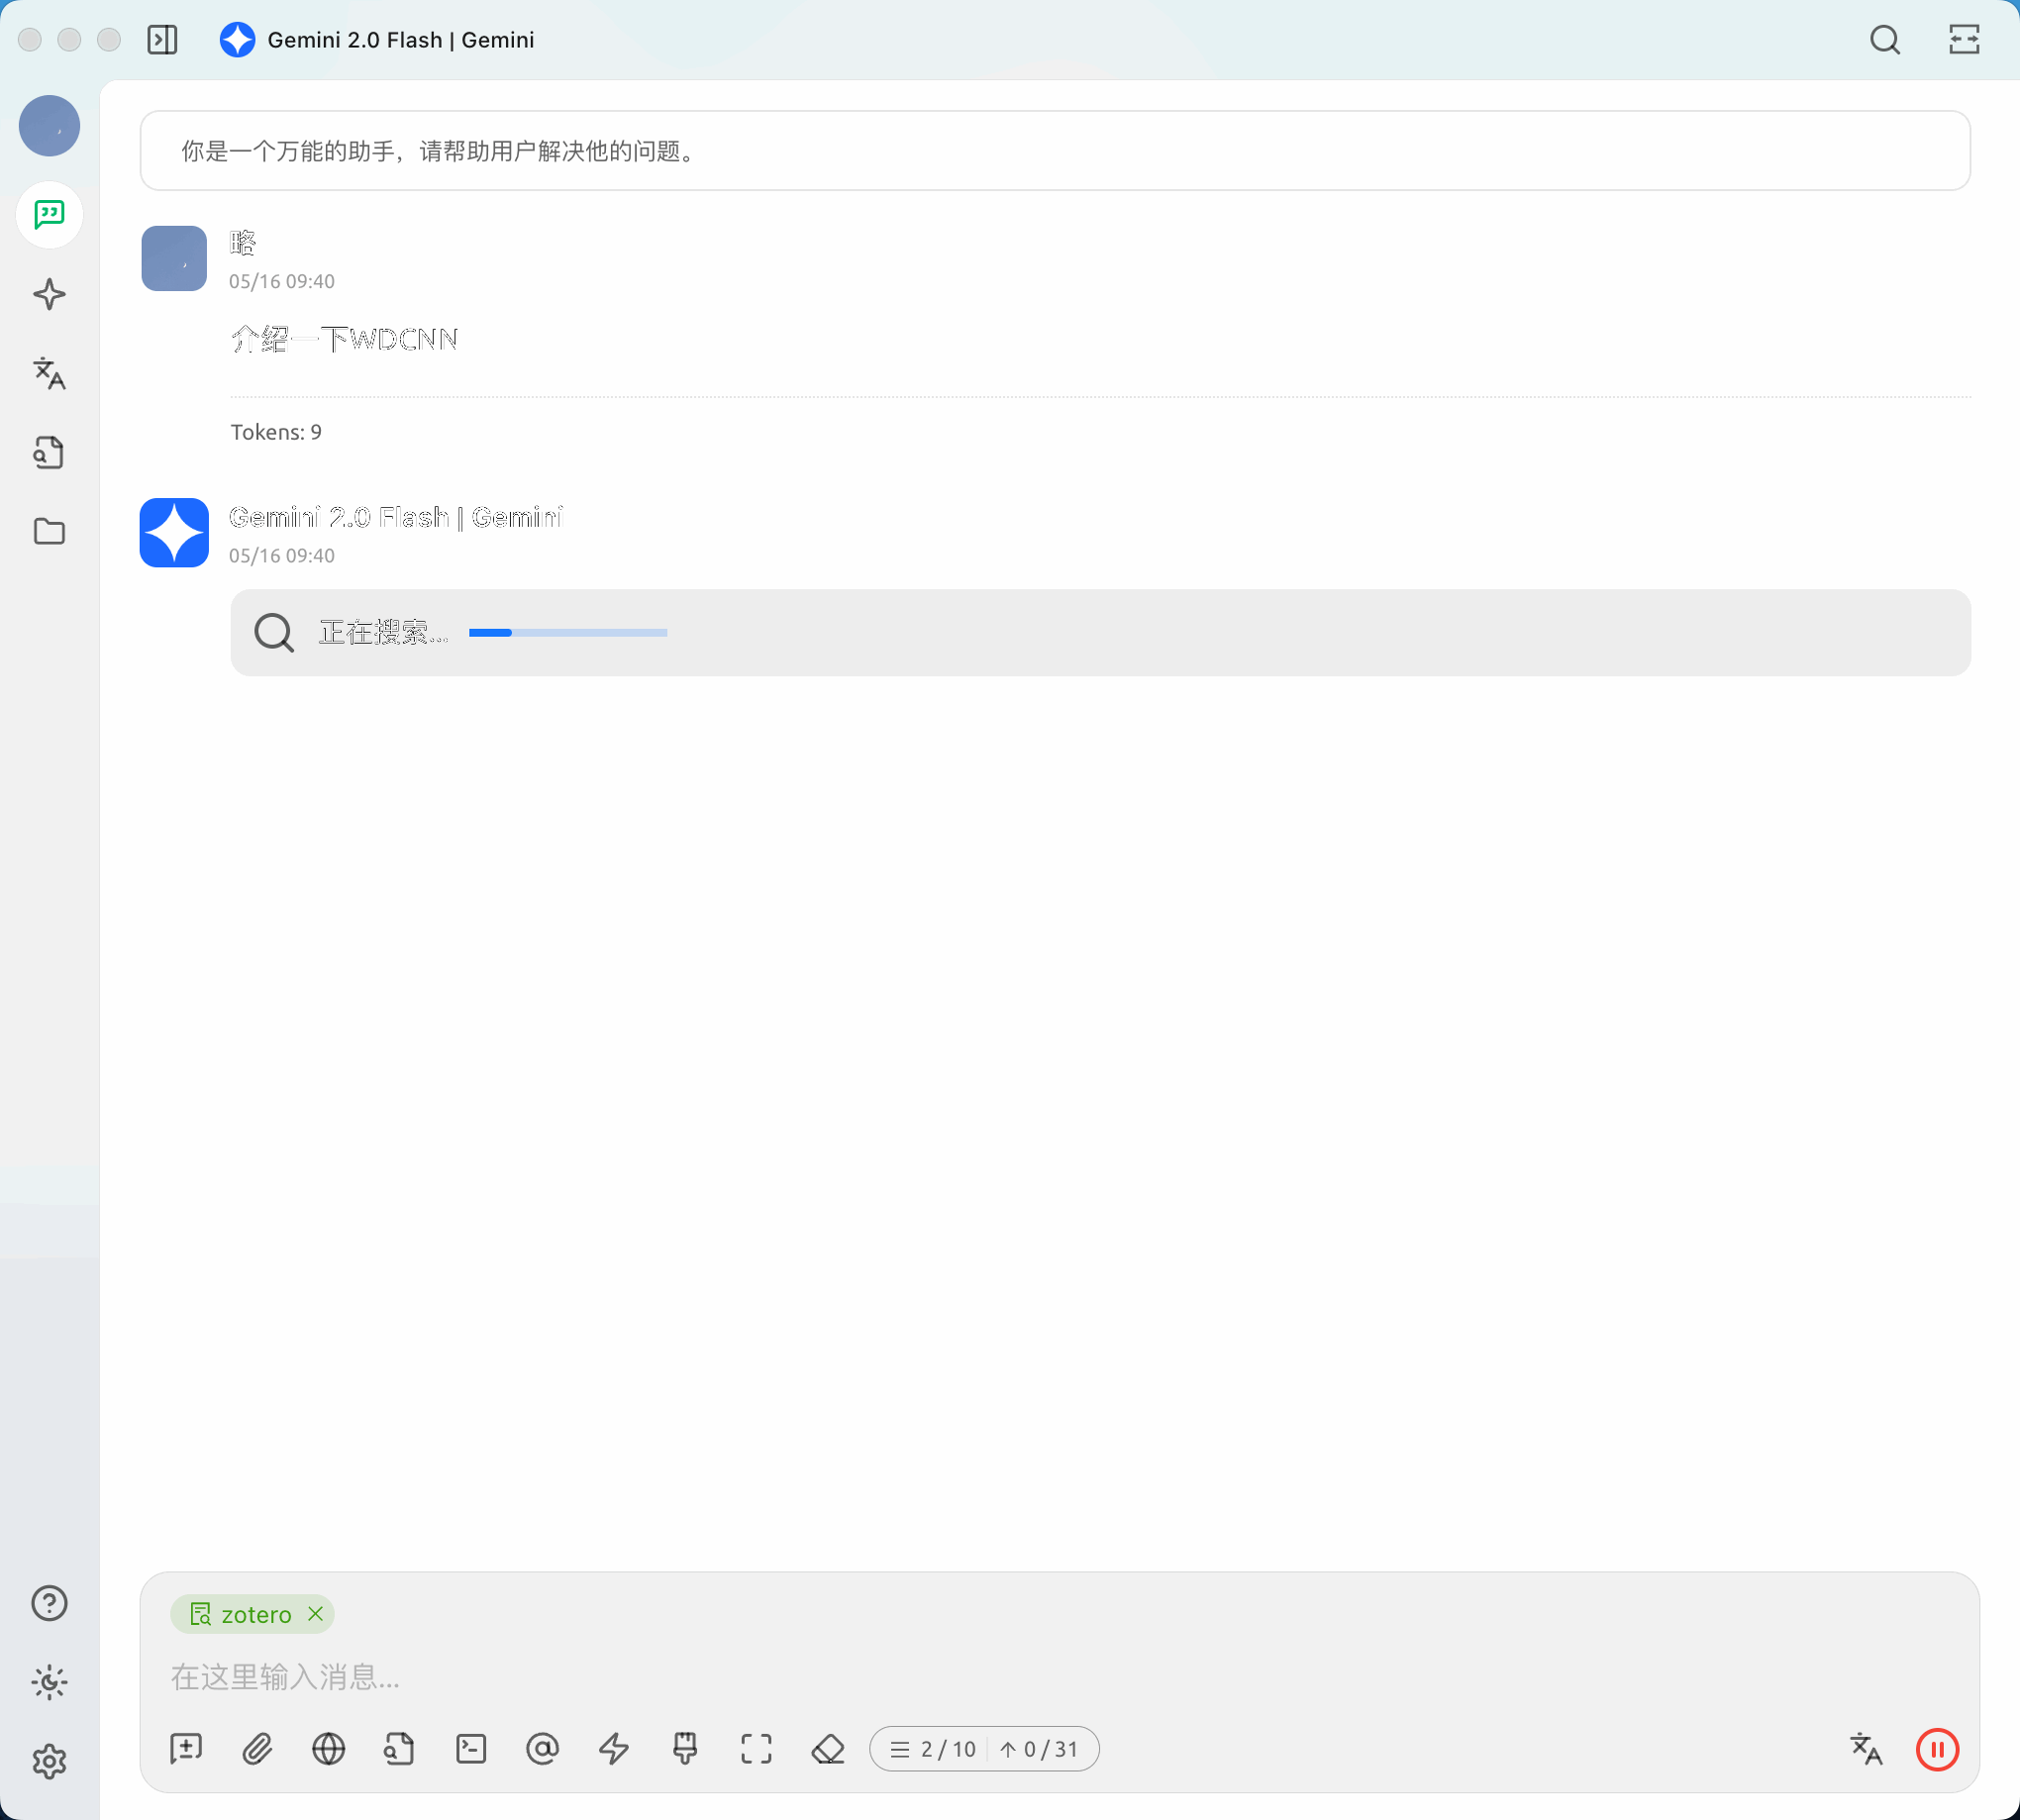 Gemini 2.0 Flash | Gemini
你是一个万能的助手，请帮助用户解决他的问题。
略
05/16 09:40
介绍一下WDCNN
Tokens: 9
Gemini 2.0 Flash | Gemini
05/16 09:40
正在搜索...
zotero
在这里输入消息...
2 / 10 ↑ 0 / 31